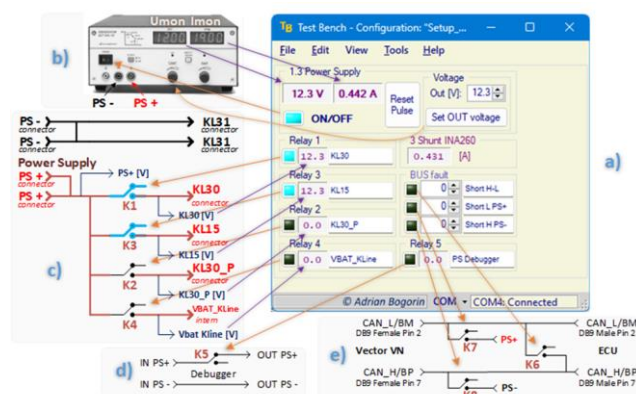 Umon Imon
b)
PS -
PS +
Test Bench - Configuration: "Setup_...
File Edit View Tools Help
1.3 Power Supply
12.3 V 0.442 A
ON/OFF
Reset
Pulse
Voltage
Out [V]: 12.3
Set OUT voltage
Relay 1
12.3 KL30
Relay 3
12.3 KL15
Relay 2
0.0 KL30_P
Relay 4
0.0 VBAT_KLine
3 Shunt INA260
0.431 [A]
BUS fault
0 Short H-L
0 Short L PS+
0 Short H PS-
Relay 5
0.0 PS Debugger
© Adrian Bogorin COM COM4: Connected
a)
PS -
connector
KL31
connector
PS -
connector
KL31
connector
Power Supply
PS +
connector
PS +
connector
PS+ [V]
K1
KL30
connector
KL30 [V]
K3
KL15
connector
KL15 [V]
K2
KL30_P
connector
KL30_P [V]
K4
VBAT_KLine
intern
Vbat Kline [V]
c)
d)
IN PS+
K5
OUT PS+
Debugger
IN PS -
OUT PS -
e)
CAN_L/BM
DB9 Female Pin 2
CAN_L/BM
DB9 Male Pin 2
K7
PS+
Vector VN
K6
ECU
CAN_H/BP
DB9 Female Pin 7
CAN_H/BP
DB9 Male Pin 7
PS-